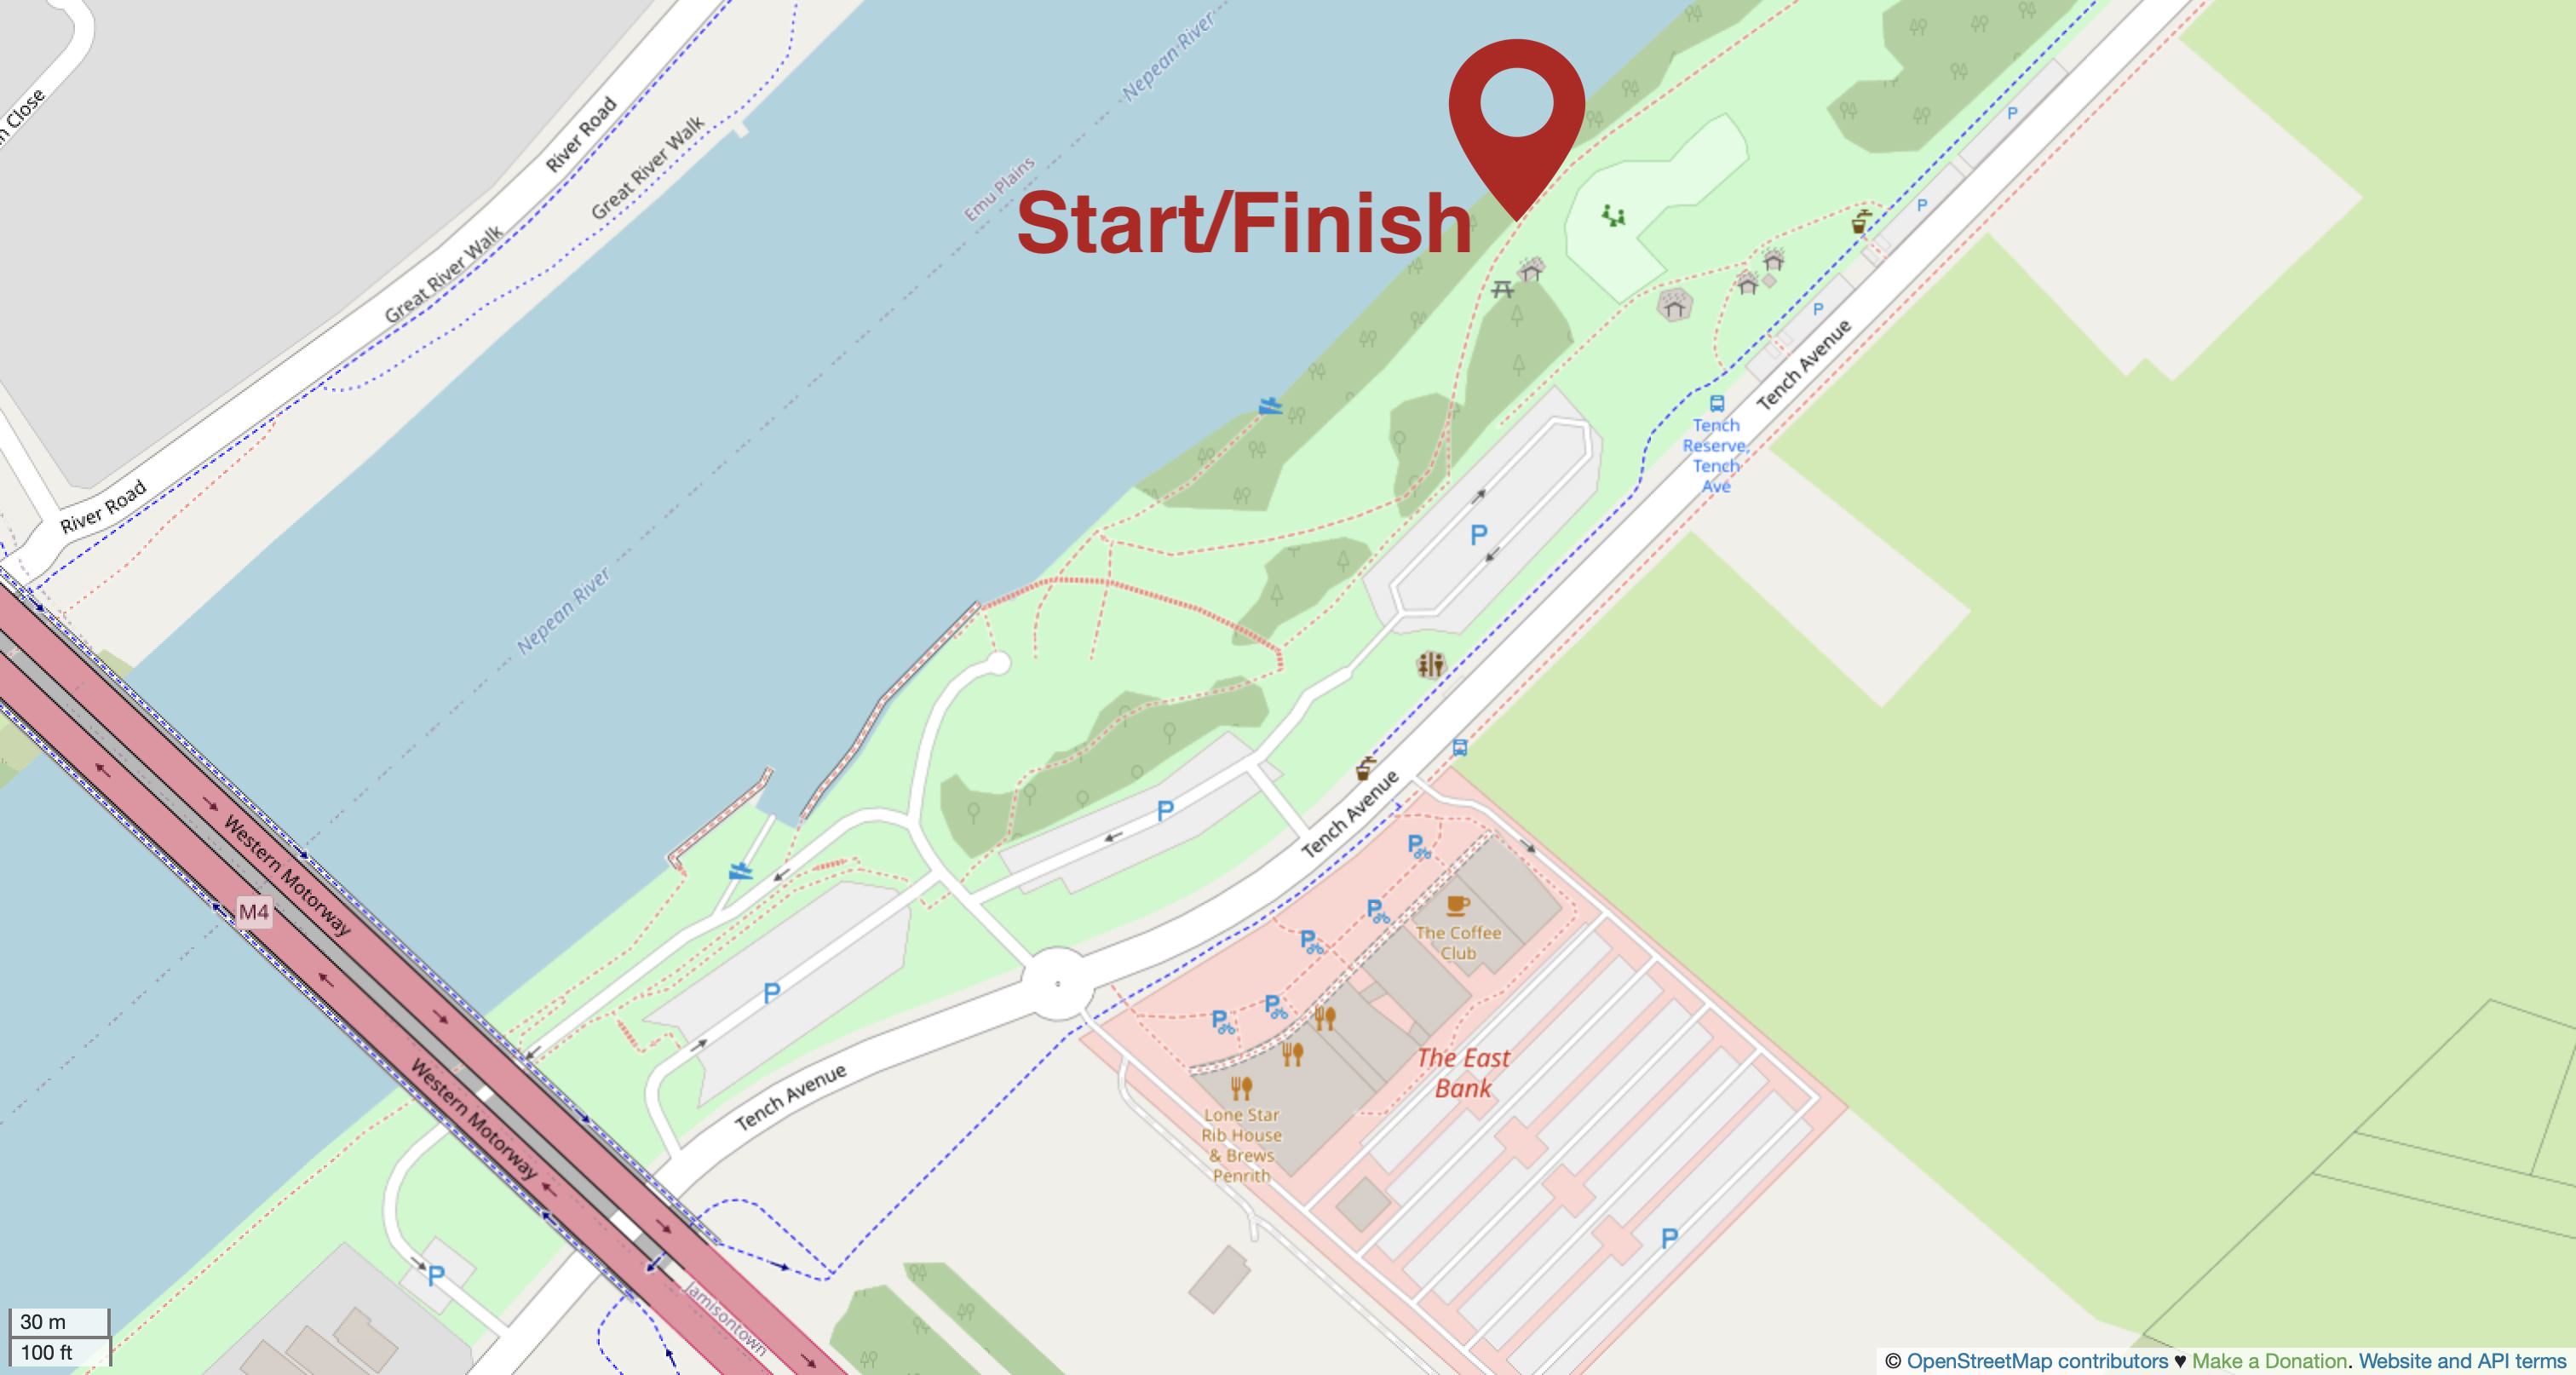 Close
River Road
Great River Walk
Great River Walk
River Road
Nepean River
Emu Plains
Start/Finish
P
P
P
Tench Avenue
Tench
Reserve,
Tench
Ave
P
Nepean River
P
Tench Avenue
P
P
P
P
P
P
The Coffee
Club
Western Motorway
M4
P
Tench Avenue
The East
Bank
Lone Star
Rib House
& Brews
Penrith
Western Motorway
P
P
Jamisontown
30 m
100 ft
© OpenStreetMap contributors ♥ Make a Donation. Website and API terms